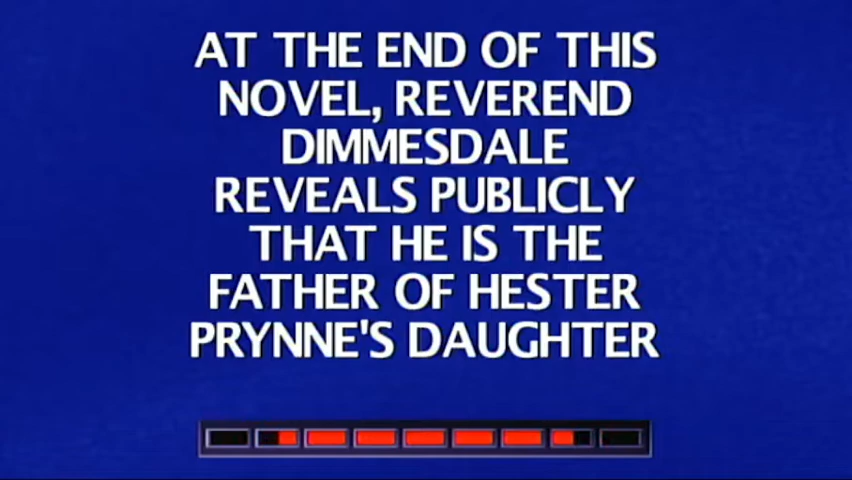 AT THE END OF THIS
NOVEL, REVEREND
DIMMESDALE
REVEALS PUBLICLY
THAT HE IS THE
FATHER OF HESTER
PRYNNE'S DAUGHTER